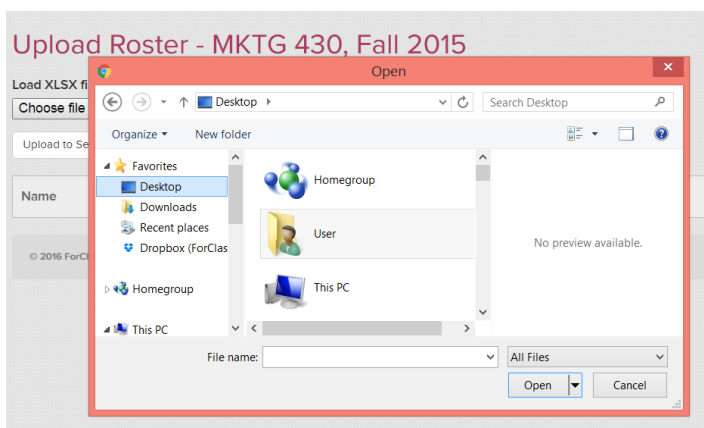 Upload Roster - MKTG 430, Fall 2015
Open
Load XLSX fi
Choose file
Desktop
Search Desktop
Upload to Se
Organize
New folder
Name
Favorites
Desktop
Downloads
Recent places
Dropbox (ForClas
Homegroup
This PC
Homegroup
User
This PC
No preview available.
© 2016 ForCl
File name:
All Files
Open
Cancel